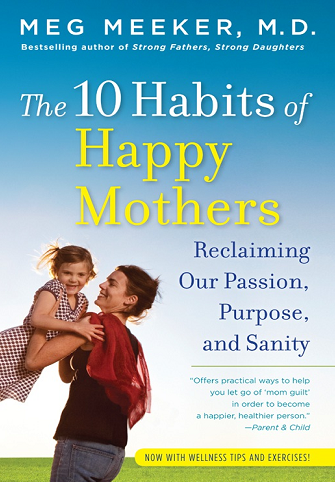 MEG MEEKER, M.D.
Bestselling author of Strong Fathers, Strong Daughters
The 10 Habits of
Happy
Mothers
Reclaiming
Our Passion,
Purpose,
and Sanity
"Offers practical ways to help
you let go of 'mom guilt'
in order to become
a happier, healthier person."
—Parent & Child
NOW WITH WELLNESS TIPS AND EXERCISES!